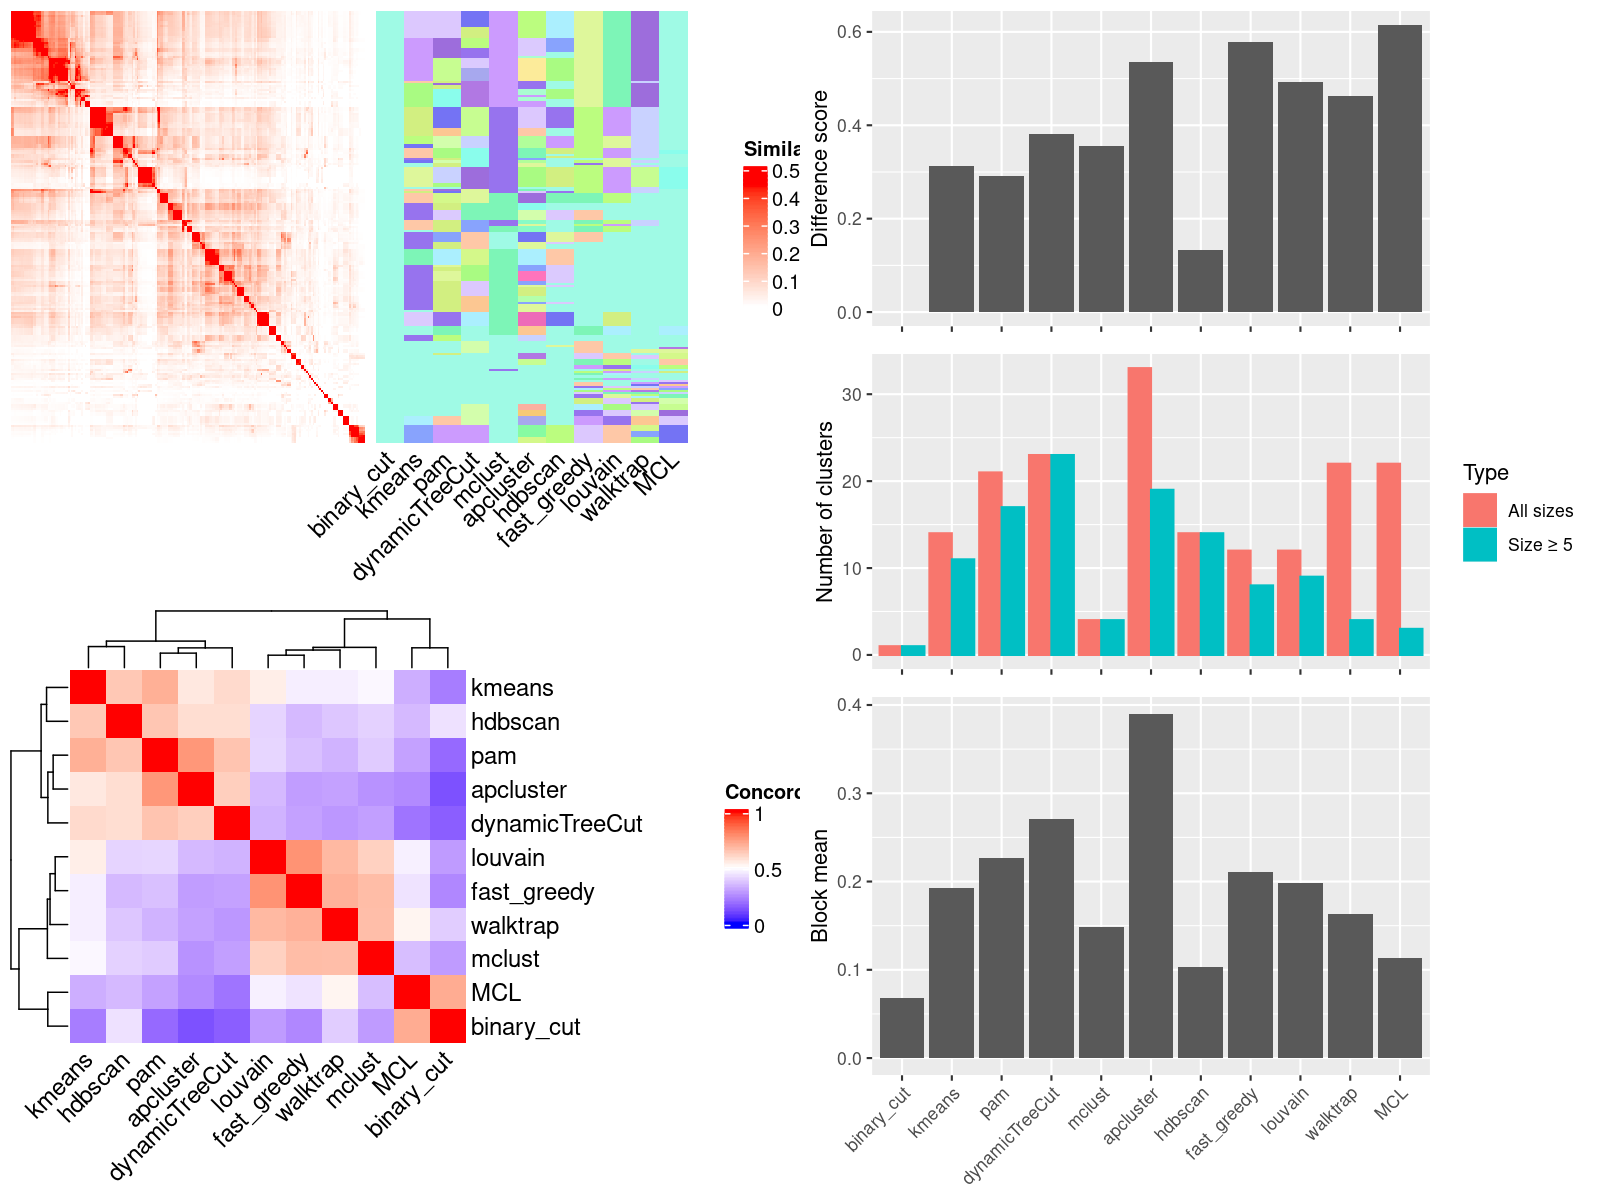 Simila
0.5
0.4
0.3
0.2
0.1
0
binary_cut
kmeans
pam
dynamicTreeCut
mclust
apcluster
hdbscan
fast_greedy
louvain
walktrap
MCL
Difference score
0.6
0.4
0.2
0.0
Number of clusters
30
20
10
0
Type
All sizes
Size ≥ 5
kmeans
hdbscan
pam
apcluster
dynamicTreeCut
louvain
fast_greedy
walktrap
mclust
MCL
binary_cut
kmeans
hdbscan
pam
apcluster
dynamicTreeCut
louvain
fast_greedy
walktrap
mclust
MCL
binary_cut
Concord
1
0.5
0
Block mean
0.4
0.3
0.2
0.1
0.0
binary_cut
kmeans
pam
dynamicTreeCut
mclust
apcluster
hdbscan
fast_greedy
louvain
walktrap
MCL